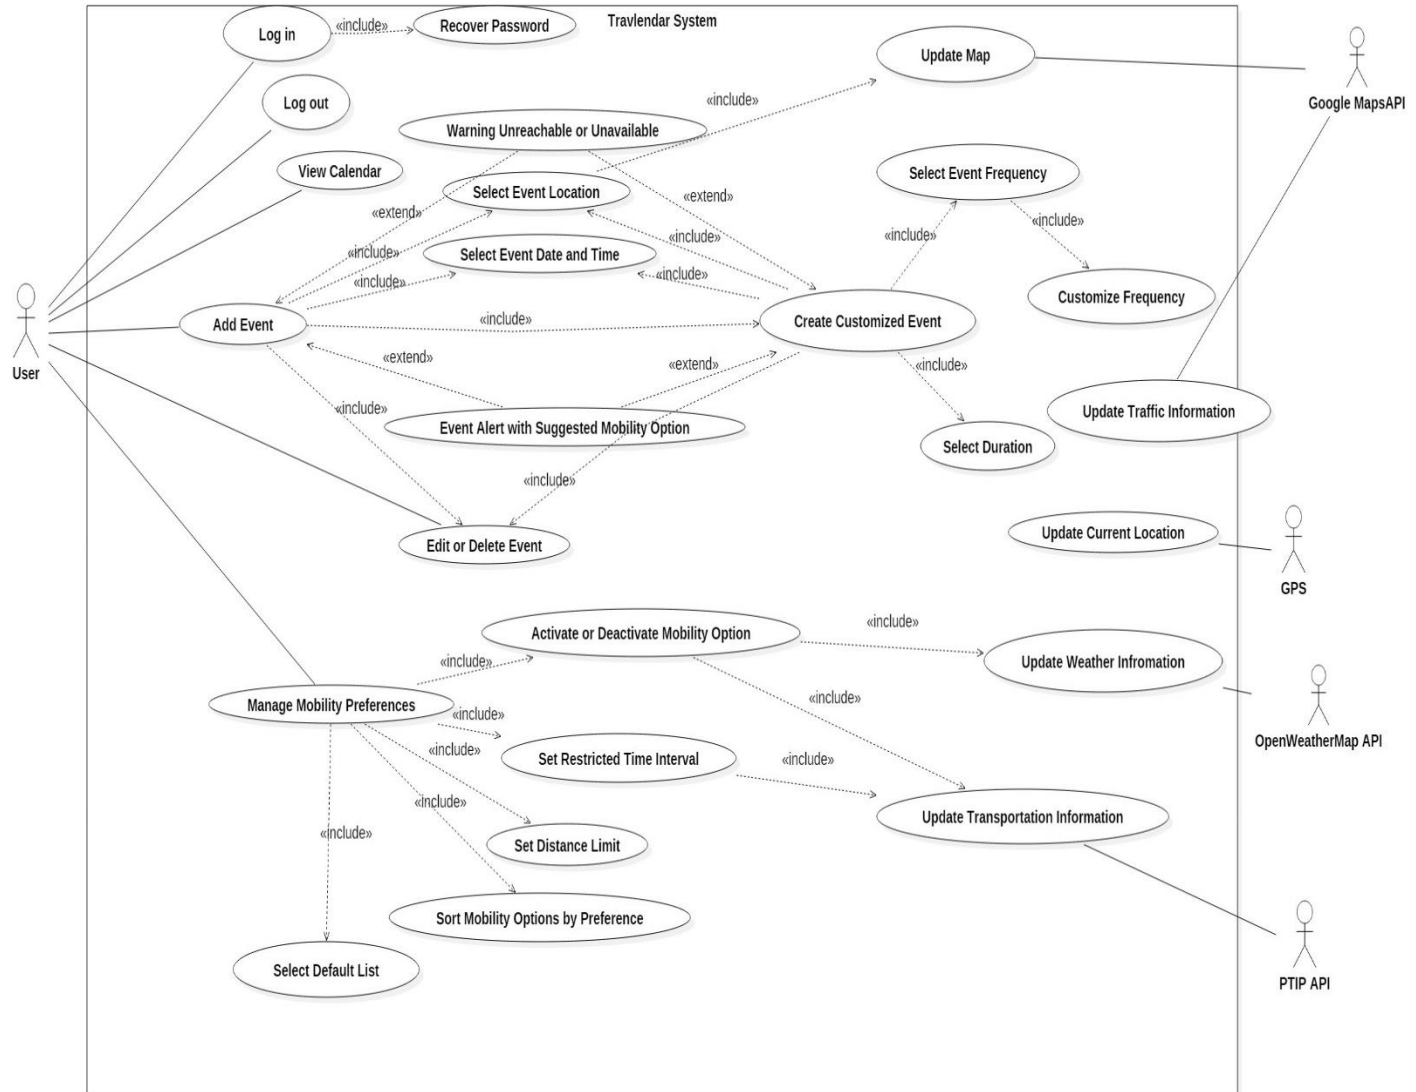 Travlendar System
Log in
«include»
Recover Password
Update Map
Google MapsAPI
Log out
«include»
Warning Unreachable or Unavailable
View Calendar
Select Event Location
«extend»
Select Event Frequency
«extend»
«include»
«include»
«include»
«include»
Select Event Date and Time
«include»
«include»
Customize Frequency
Add Event
«include»
Create Customized Event
User
«extend»
«extend»
«include»
«include»
Event Alert with Suggested Mobility Option
Update Traffic Information
Select Duration
«include»
Edit or Delete Event
Update Current Location
GPS
Activate or Deactivate Mobility Option
«include»
Update Weather Infromation
«include»
Manage Mobility Preferences
«include»
«include»
OpenWeatherMap API
«include»
Set Restricted Time Interval
«include»
«include»
Update Transportation Information
«include»
Set Distance Limit
Sort Mobility Options by Preference
Select Default List
PTIP API